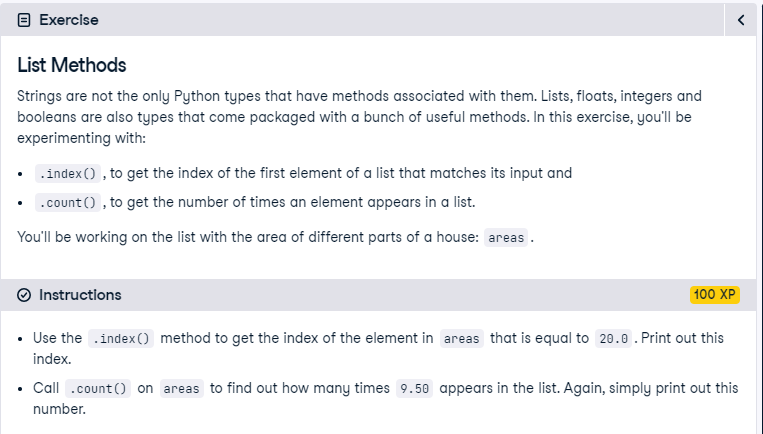 Exercise
List Methods
Strings are not the only Python types that have methods associated with them. Lists, floats, integers and
booleans are also types that come packaged with a bunch of useful methods. In this exercise, you'll be
experimenting with:
• .index() , to get the index of the first element of a list that matches its input and
• .count() , to get the number of times an element appears in a list.
You'll be working on the list with the area of different parts of a house: areas .
Instructions 100 XP
• Use the .index() method to get the index of the element in areas that is equal to 20.0 . Print out this
index.
• Call .count() on areas to find out how many times 9.50 appears in the list. Again, simply print out this
number.